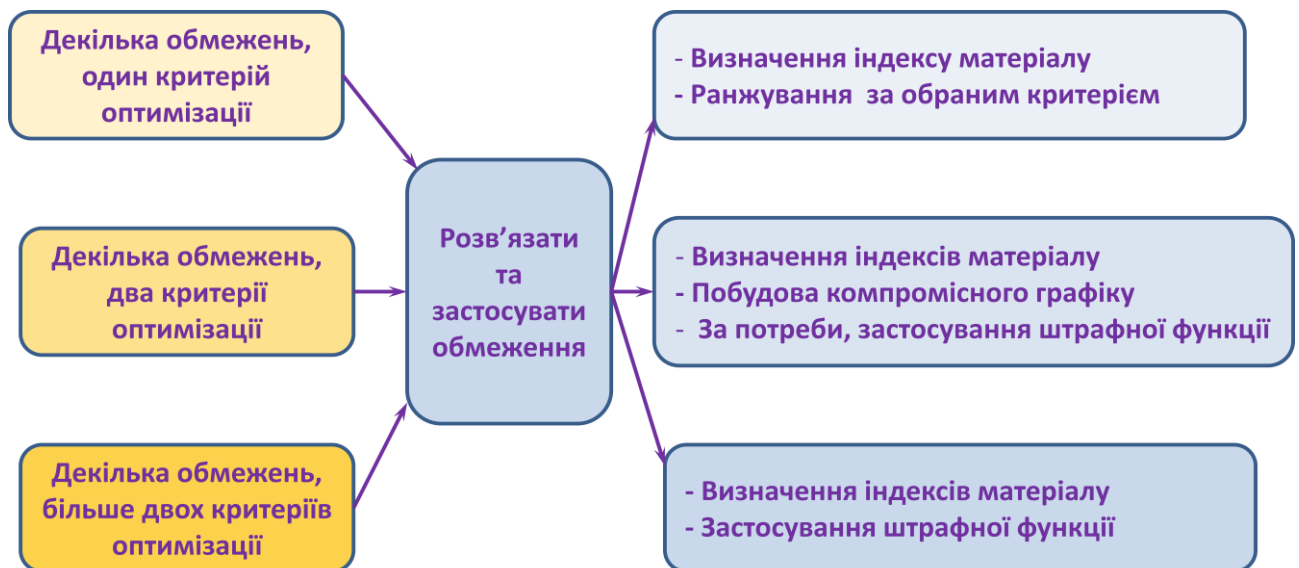 Декілька обмежень,
один критерій
оптимізації
- Визначення індексу матеріалу
- Ранжування за обраним критерієм
Декілька обмежень,
два критерії
оптимізації
Розв’язати
та
застосувати
обмеження
- Визначення індексів матеріалу
- Побудова компромісного графіку
- За потреби, застосування штрафної функції
Декілька обмежень,
більше двох критеріїв
оптимізації
- Визначення індексів матеріалу
- Застосування штрафної функції